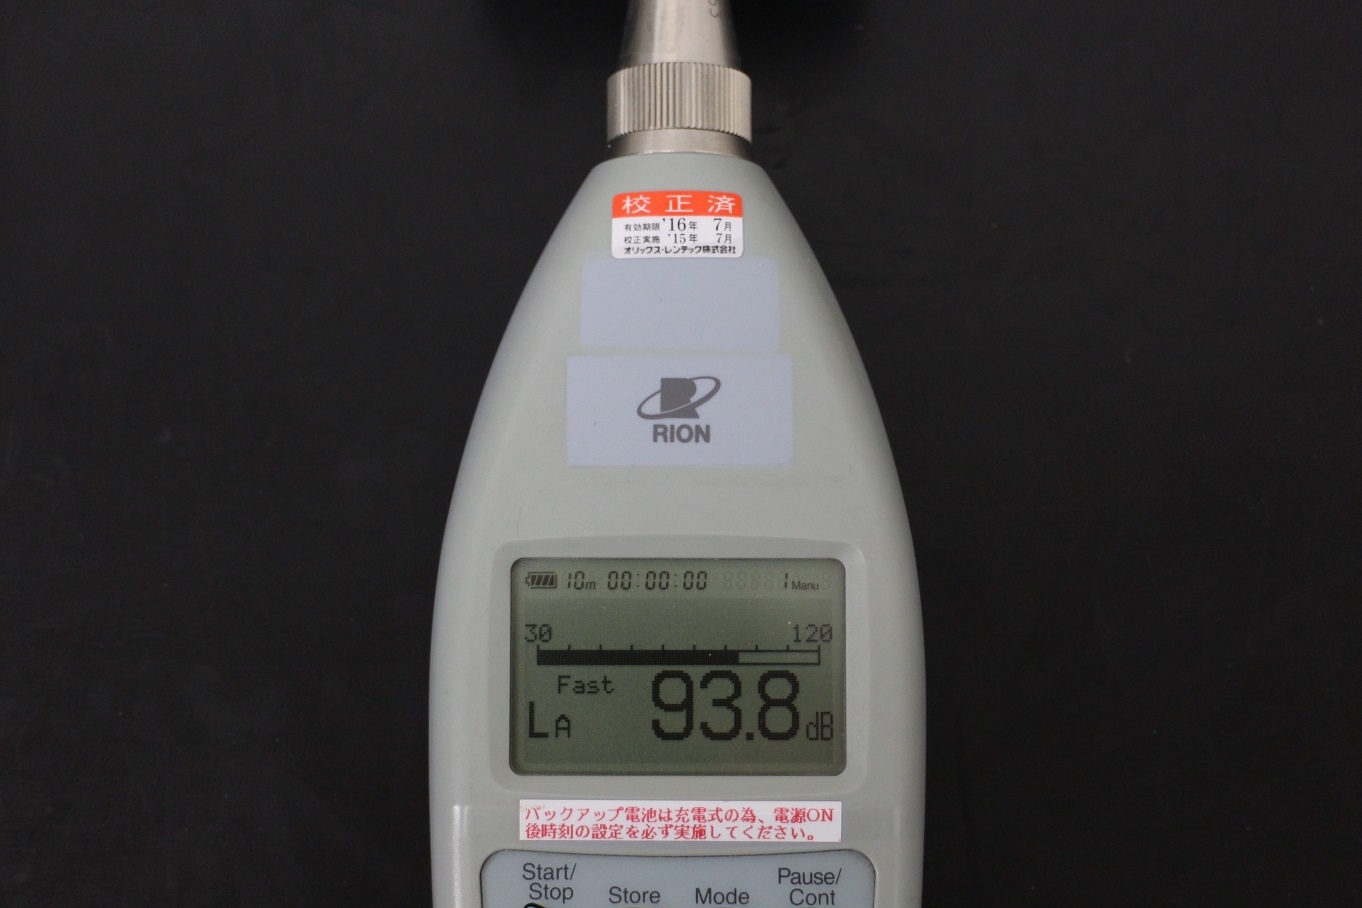 校正済
有効期限 '16年 7月
校正実施 '15年 7月
オリックス・レンテック株式会社
RION
10m 00:00:00 1 Manu
30 120
Fast
LA 93.8 dB
バックアップ電池は充電式の為、電源ON
後時刻の設定を必ず実施してください。
Start/
Stop
Store
Mode
Pause/
Cont